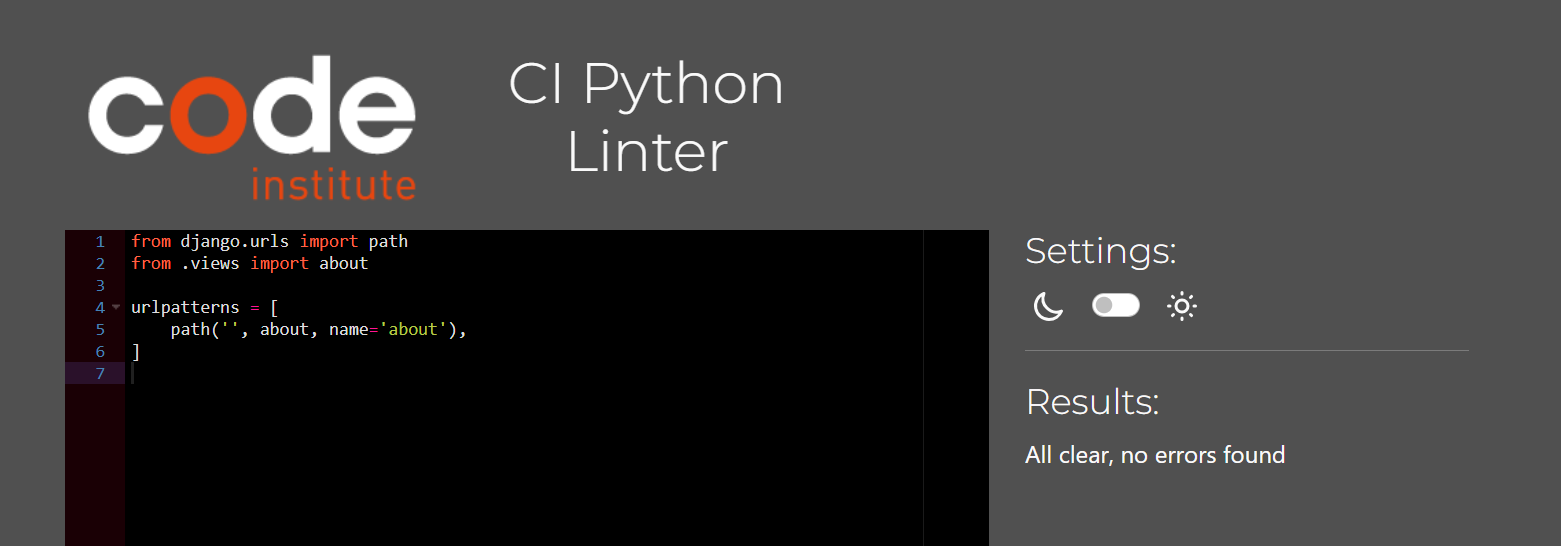 code
institute
CI Python
Linter
1 from django.urls import path
2 from .views import about
3
4 urlpatterns = [
5     path('', about, name='about'),
6 ]
7
Settings:
Results:
All clear, no errors found